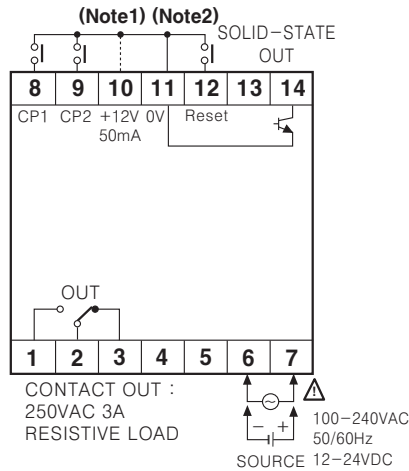 (Note1) (Note2)
SOLID-STATE
OUT
8 9 10 11 12 13 14
CP1 CP2 +12V 0V Reset
50mA
OUT
1 2 3 4 5 6 7
CONTACT OUT :
250VAC 3A
RESISTIVE LOAD
− +
100-240VAC
50/60Hz
SOURCE 12-24VDC